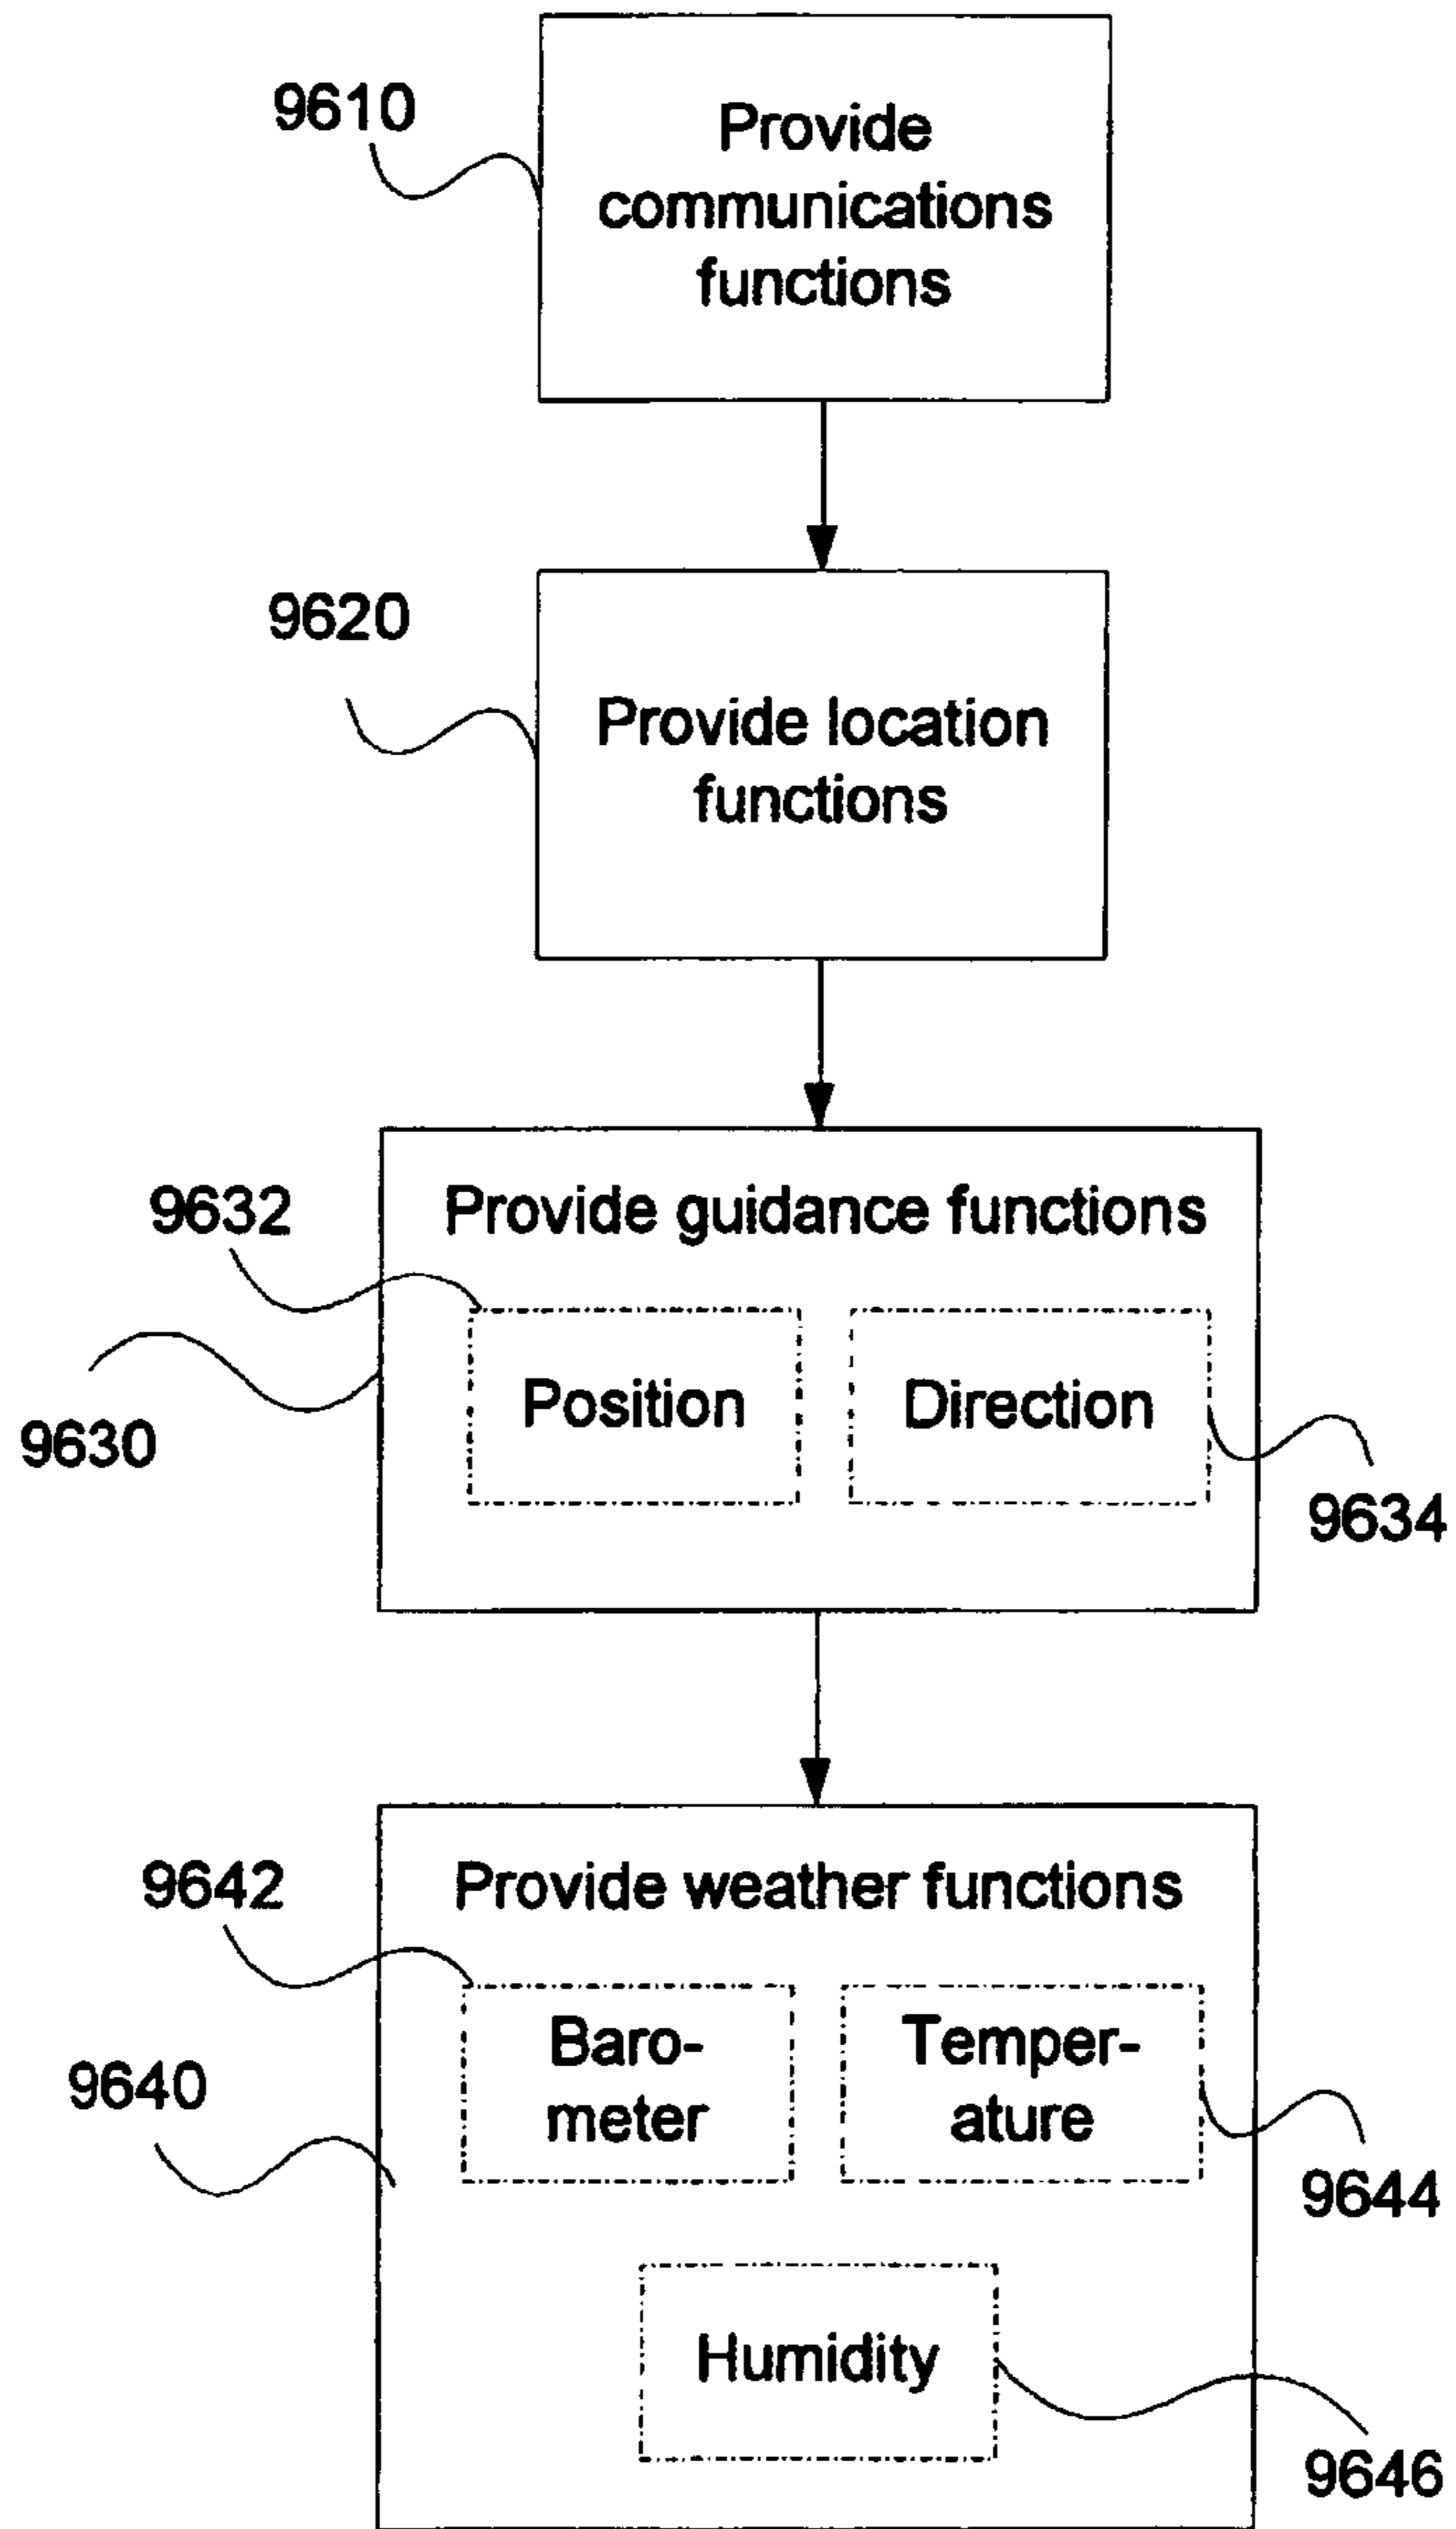 9610
Provide
communications
functions
9620
Provide location
functions
9632
Provide guidance functions
Position
Direction
9630
9634
9642
Provide weather functions
Baro-
meter
Temper-
ature
9640
9644
Humidity
9646